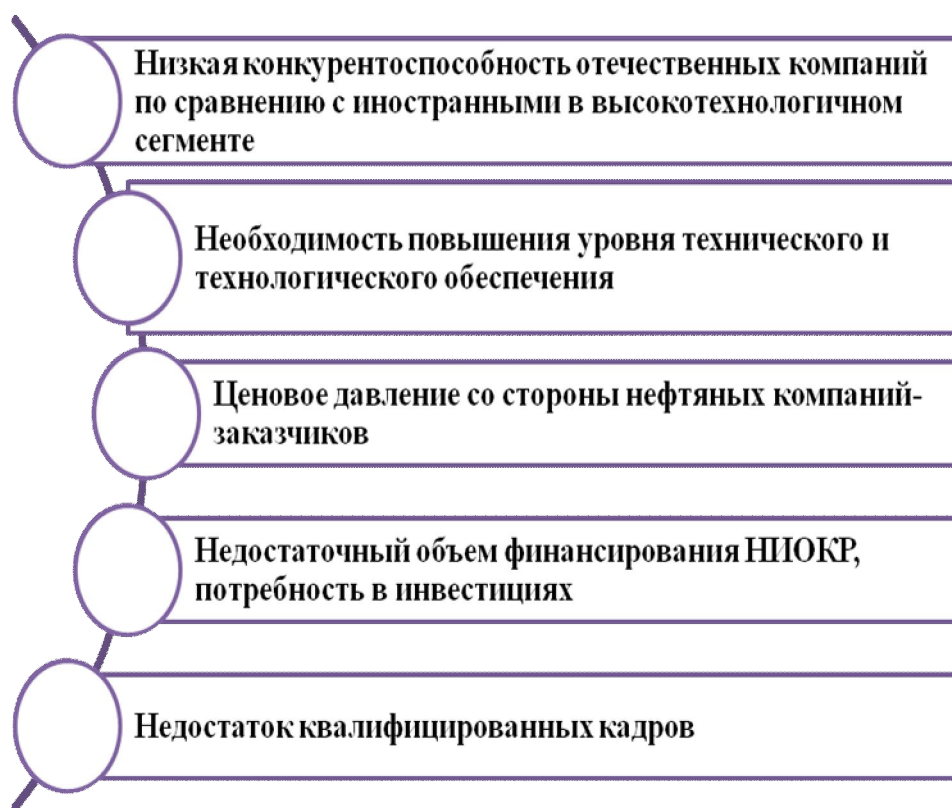 Низкая конкурентоспособность отечественных компаний
по сравнению с иностранными в высокотехнологичном
сегменте
Необходимость повышения уровня технического и
технологического обеспечения
Ценовое давление со стороны нефтяных компаний-
заказчиков
Недостаточный объем финансирования НИОКР,
потребность в инвестициях
Недостаток квалифицированных кадров